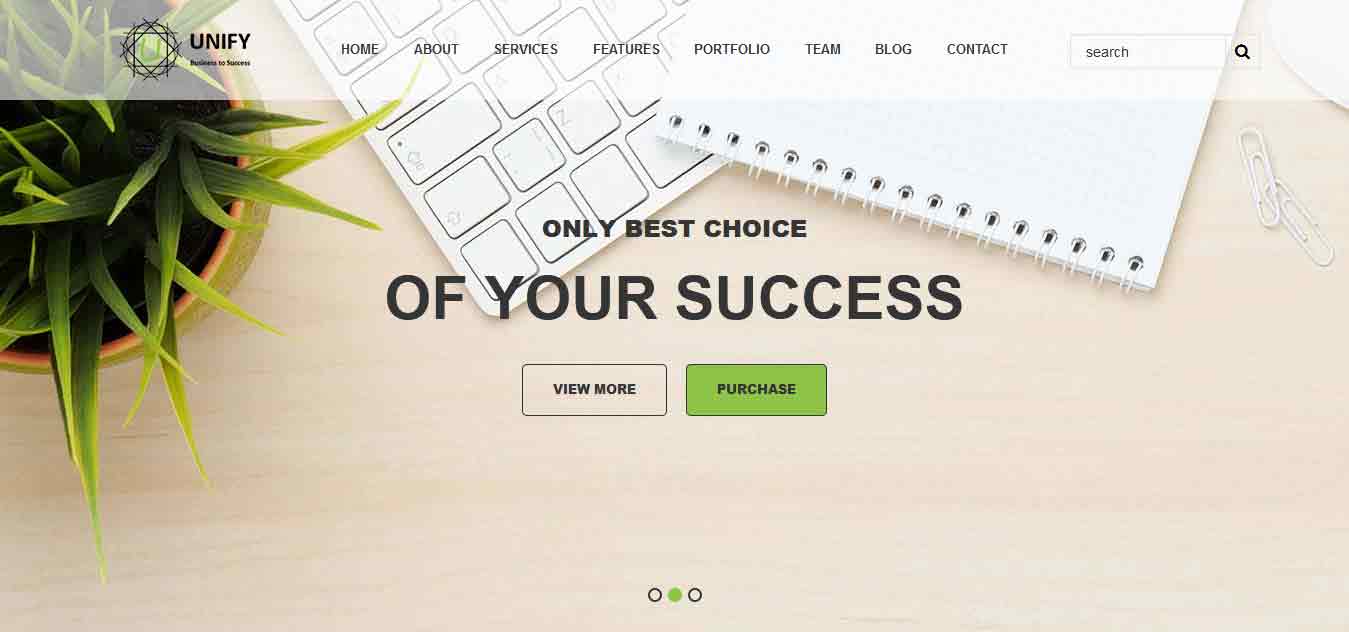 UNIFY
Business to Success
HOME ABOUT SERVICES FEATURES PORTFOLIO TEAM BLOG CONTACT
search
ONLY BEST CHOICE
OF YOUR SUCCESS
VIEW MORE PURCHASE